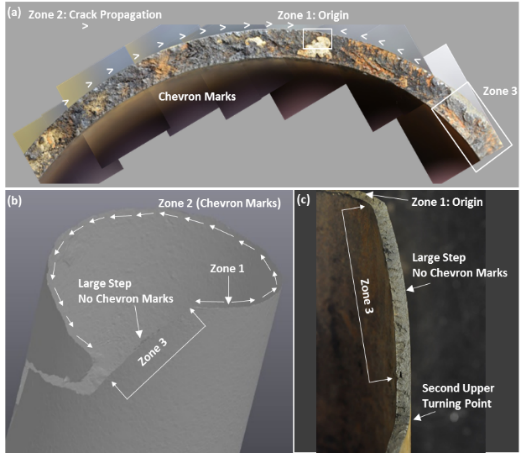 (a)
Zone 2: Crack Propagation
Zone 1: Origin
Zone 3
Chevron Marks
(b)
Zone 2 (Chevron Marks)
Large Step
No Chevron Marks
Zone 1
Zone 3
(c)
Zone 1: Origin
Large Step
No Chevron Marks
Zone 3
Second Upper
Turning Point